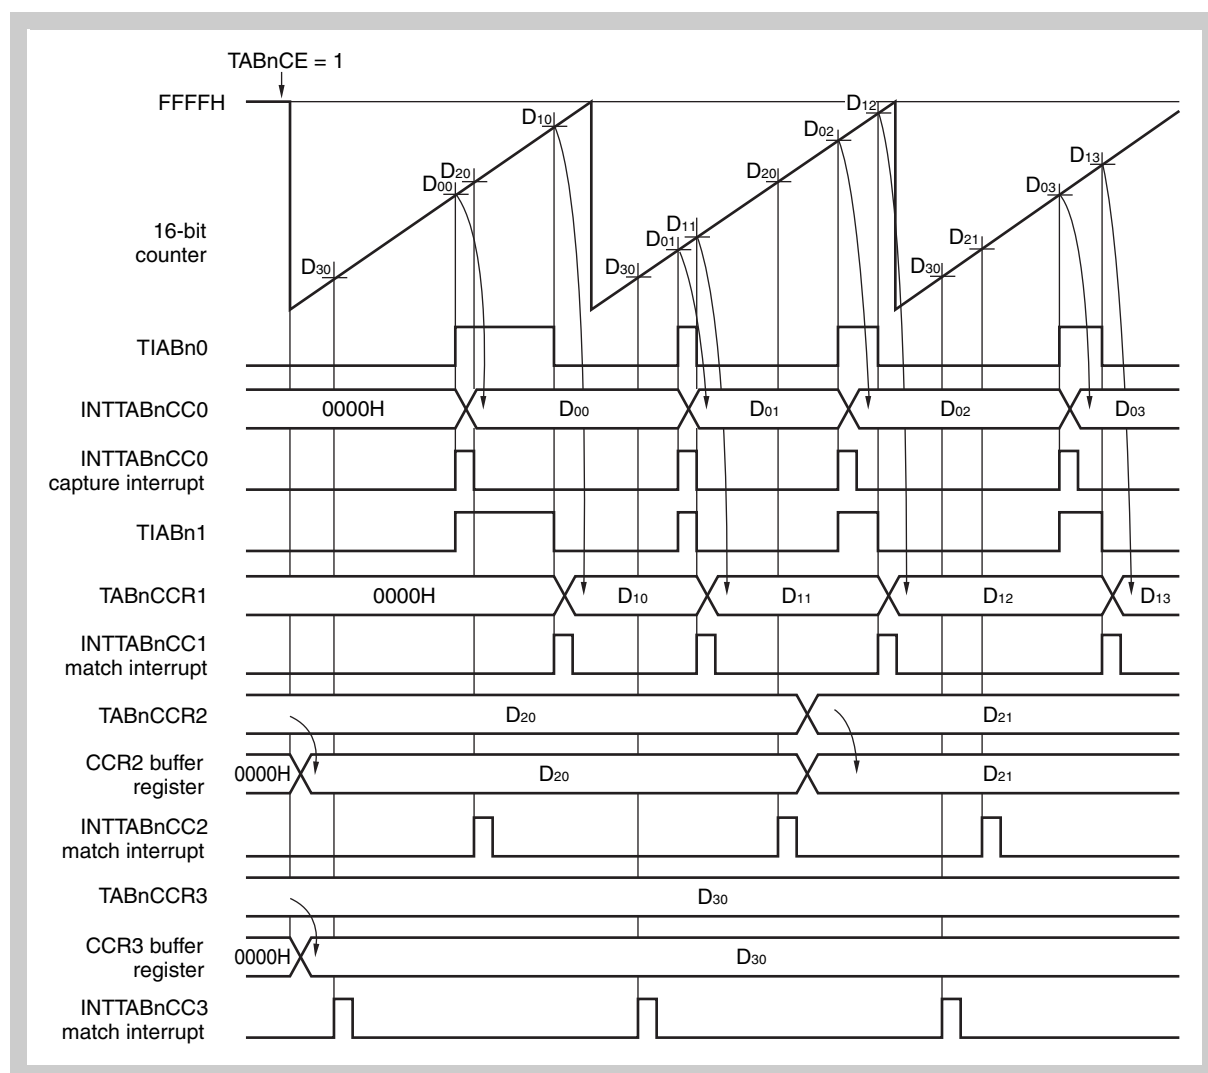 TABnCE = 1
FFFFH
D10
D12
D02
D20
D00
D20
D13
D03
16-bit
counter
D11
D01
D21
D30
D30
D30
TIABn0
INTTABnCC0
0000H
D00
D01
D02
D03
INTTABnCC0
capture interrupt
TIABn1
TABnCCR1
0000H
D10
D11
D12
D13
INTTABnCC1
match interrupt
TABnCCR2
D20
D21
CCR2 buffer
register
0000H
D20
D21
INTTABnCC2
match interrupt
TABnCCR3
D30
CCR3 buffer
register
0000H
D30
INTTABnCC3
match interrupt